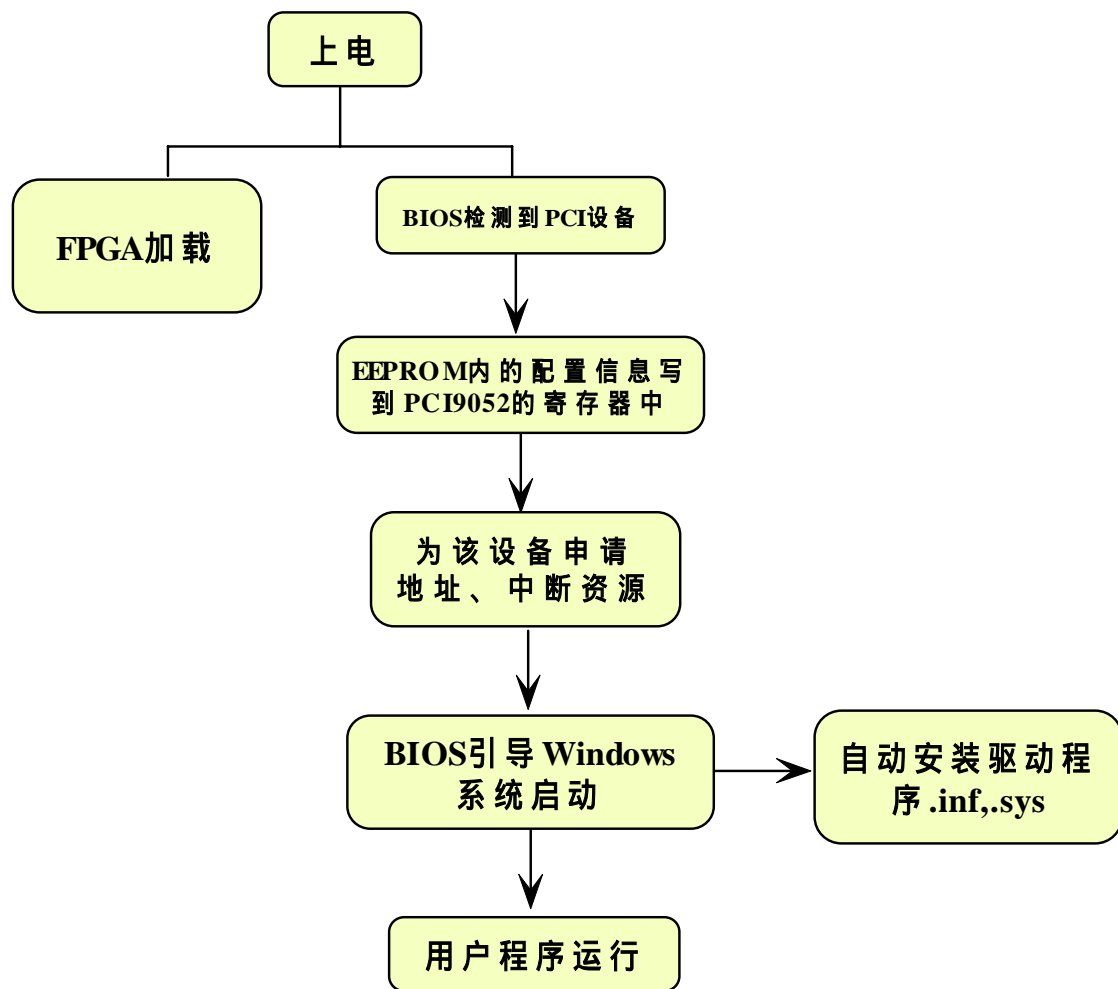 上电
FPGA加载
BIOS检测到PCI设备
EEPROM内的配置信息写
到PCI9052的寄存器中
为该设备申请
地址、中断资源
BIOS引导Windows
系统启动
自动安装驱动程
序.inf,.sys
用户程序运行